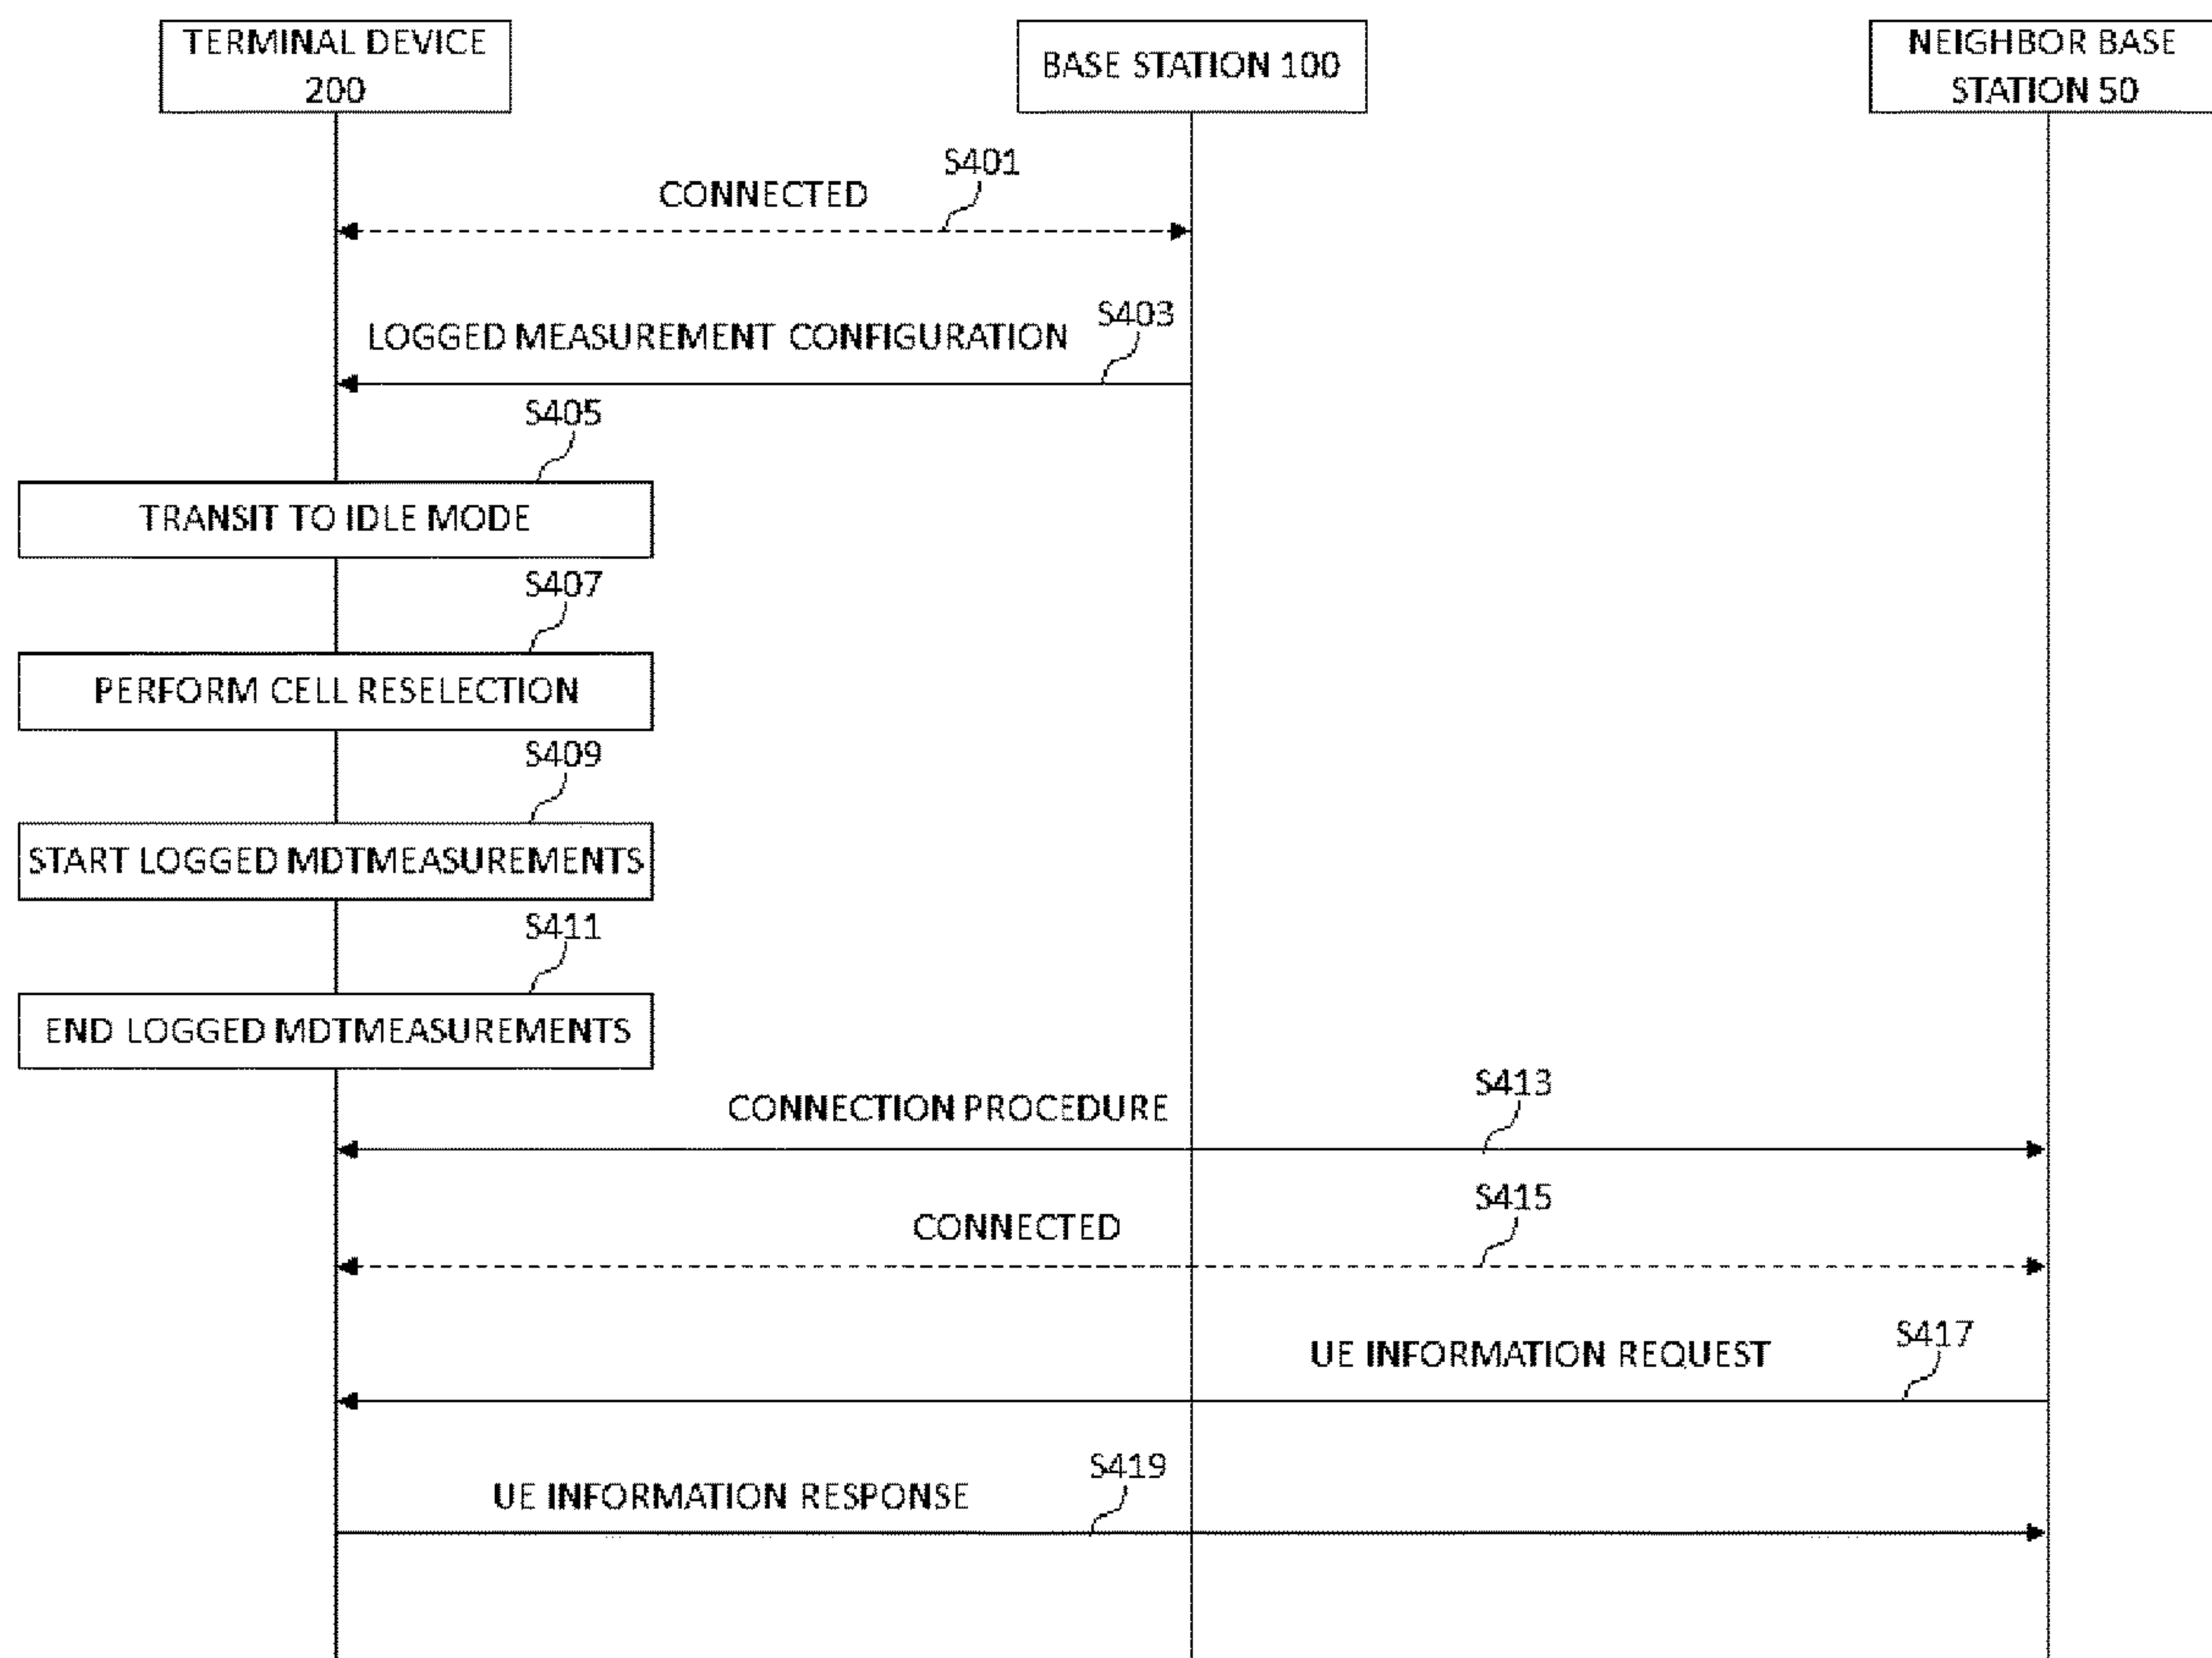 TERMINAL DEVICE
200
BASE STATION 100
NEIGHBOR BASE
STATION 50
S401
CONNECTED
S403
LOGGED MEASUREMENT CONFIGURATION
S405
TRANSIT TO IDLE MODE
S407
PERFORM CELL RESELECTION
S409
START LOGGED MDTMEASUREMENTS
S411
END LOGGED MDTMEASUREMENTS
S413
CONNECTION PROCEDURE
S415
CONNECTED
S417
UE INFORMATION REQUEST
S419
UE INFORMATION RESPONSE